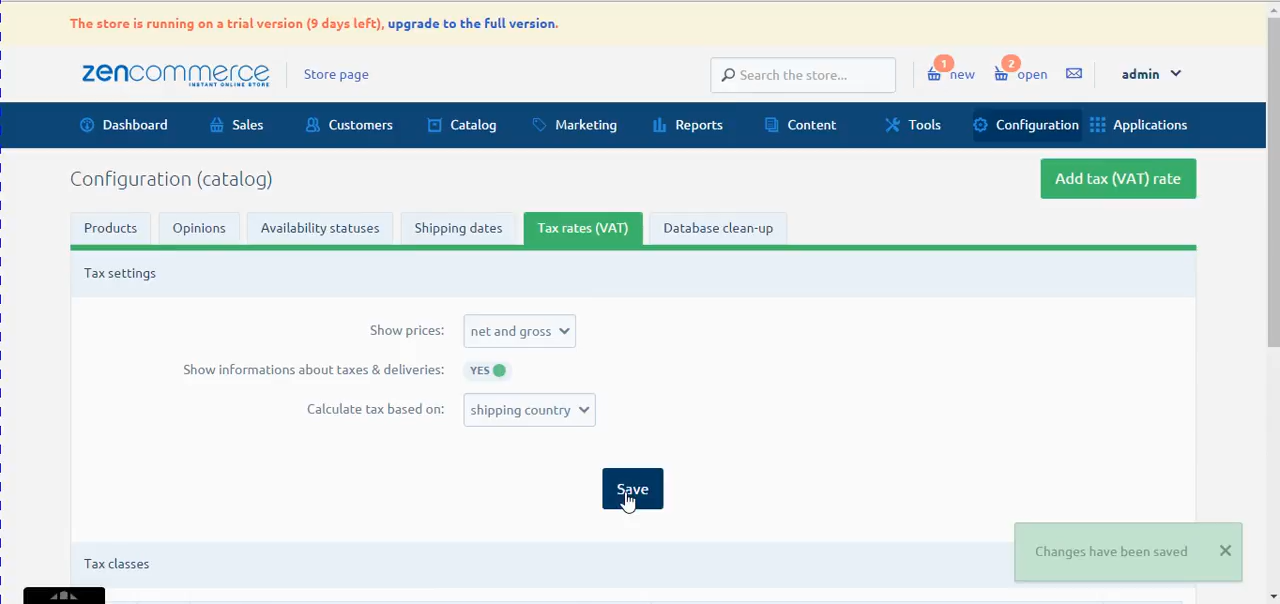 The store is running on a trial version (9 days left), upgrade to the full version.
zencommerce
INSTANT ONLINE STORE
Store page
Search the store...
1
new
2
open
admin
Dashboard
Sales
Customers
Catalog
Marketing
Reports
Content
Tools
Configuration
Applications
Configuration (catalog)
Add tax (VAT) rate
Products
Opinions
Availability statuses
Shipping dates
Tax rates (VAT)
Database clean-up
Tax settings
Show prices: net and gross
Show informations about taxes & deliveries: YES
Calculate tax based on: shipping country
Save
Changes have been saved
Tax classes